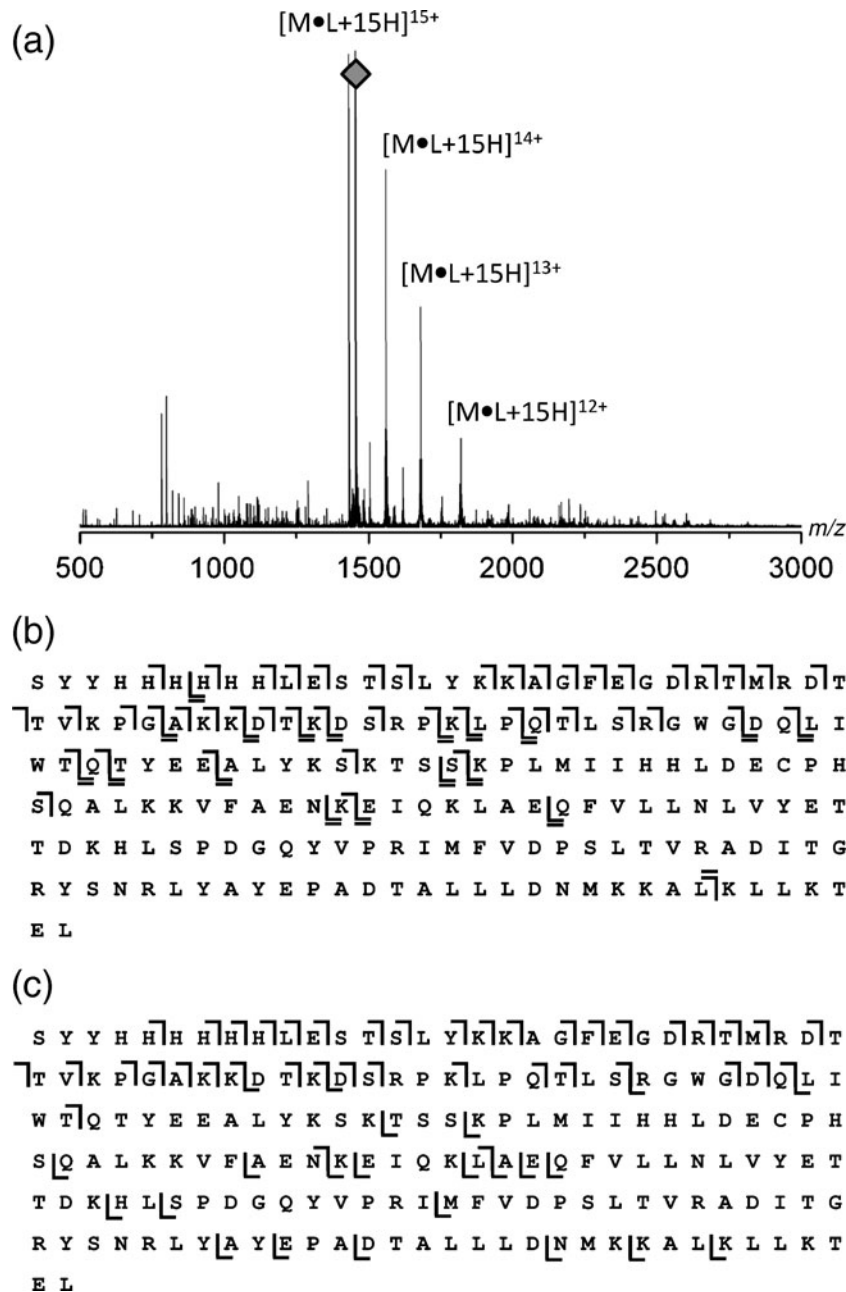 (a)
[M•L+15H]15+
[M•L+15H]14+
[M•L+15H]13+
[M•L+15H]12+
m/z
500 1000 1500 2000 2500 3000
(b)
S Y Y H H H H H H L E S T S L Y K K A G F E G D R T M R D T
T V K P G A K K D T K D S R P K L P Q T L S R G W G D Q L I
W T Q T Y E E A L Y K S K T S S K P L M I I H H L D E C P H
S Q A L K K V F A E N K E I Q K L A E Q F V L L N L V Y E T
T D K H L S P D G Q Y V P R I M F V D P S L T V R A D I T G
R Y S N R L Y A Y E P A D T A L L L D N M K K A L K L L K T
E L
(c)
S Y Y H H H H H H L E S T S L Y K K A G F E G D R T M R D T
T V K P G A K K D T K D S R P K L P Q T L S R G W G D Q L I
W T Q T Y E E A L Y K S K T S S K P L M I I H H L D E C P H
S Q A L K K V F A E N K E I Q K L A E Q F V L L N L V Y E T
T D K H L S P D G Q Y V P R I M F V D P S L T V R A D I T G
R Y S N R L Y A Y E P A D T A L L L D N M K K A L K L L K T
E L